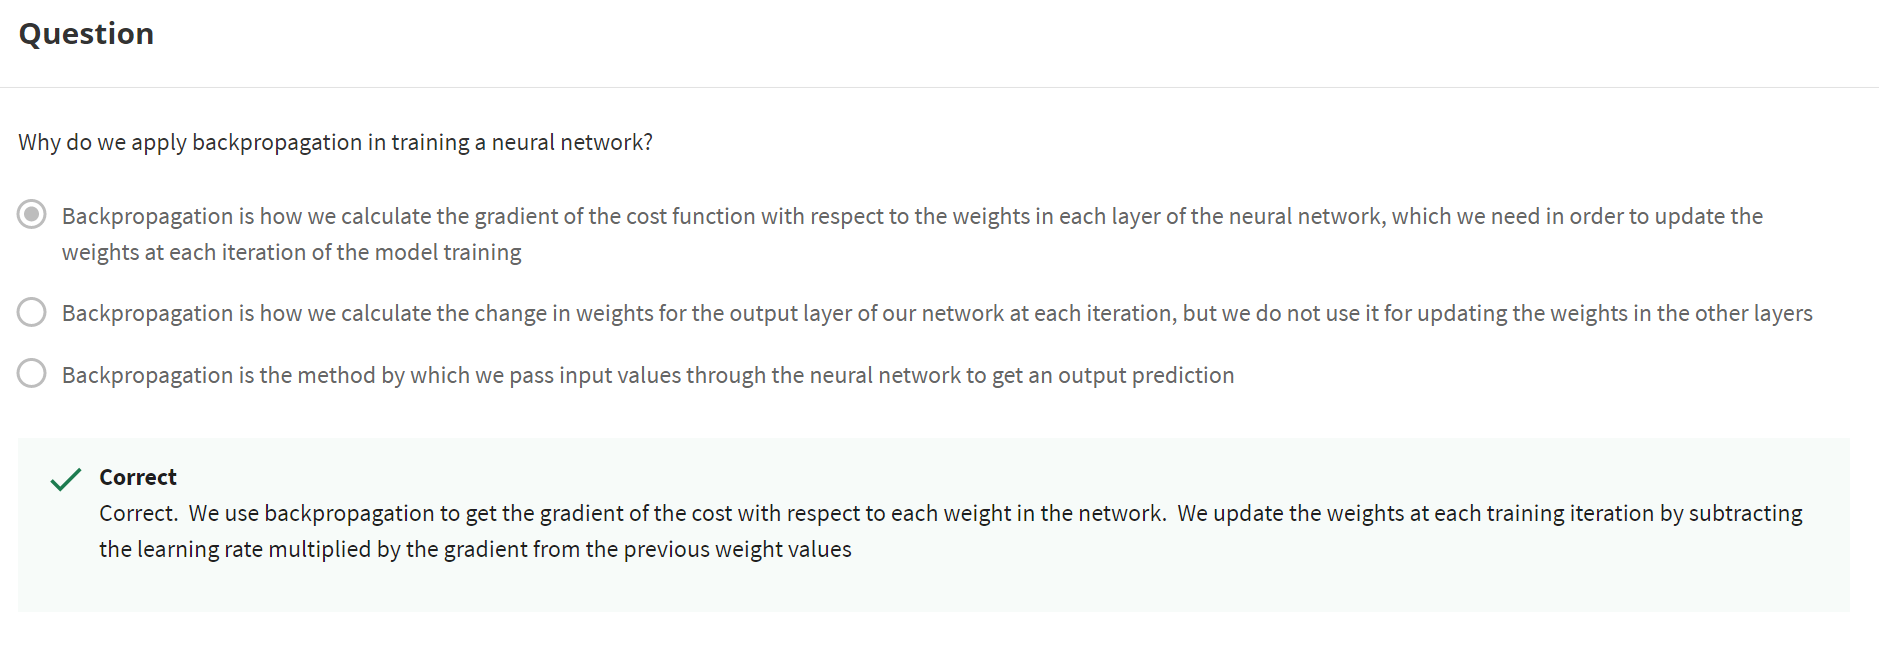 Question
Why do we apply backpropagation in training a neural network?
Backpropagation is how we calculate the gradient of the cost function with respect to the weights in each layer of the neural network, which we need in order to update the
weights at each iteration of the model training
Backpropagation is how we calculate the change in weights for the output layer of our network at each iteration, but we do not use it for updating the weights in the other layers
Backpropagation is the method by which we pass input values through the neural network to get an output prediction
Correct
Correct.  We use backpropagation to get the gradient of the cost with respect to each weight in the network.  We update the weights at each training iteration by subtracting
the learning rate multiplied by the gradient from the previous weight values